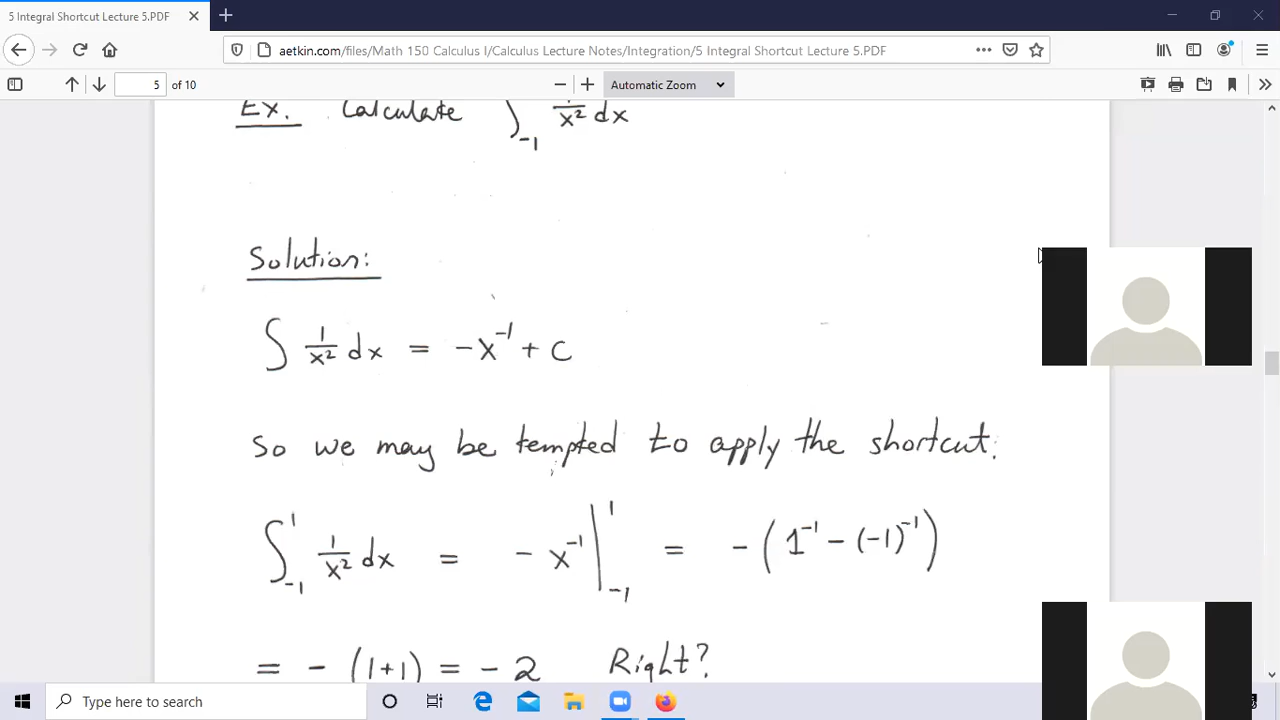 5 Integral Shortcut Lecture 5.PDF
aetkin.com/files/Math 150 Calculus I/Calculus Lecture Notes/Integration/5 Integral Shortcut Lecture 5.PDF
5 of 10
Automatic Zoom
Ex. Calculate ∫_{-1} 1/x² dx
Solution:
∫ 1/x² dx = -x⁻¹ + C
So we may be tempted to apply the shortcut:
∫_{-1}^{1} 1/x² dx = -x⁻¹ |_{-1}^{1} = -(1⁻¹ - (-1)⁻¹)
= -(1+1) = -2 Right?
Type here to search